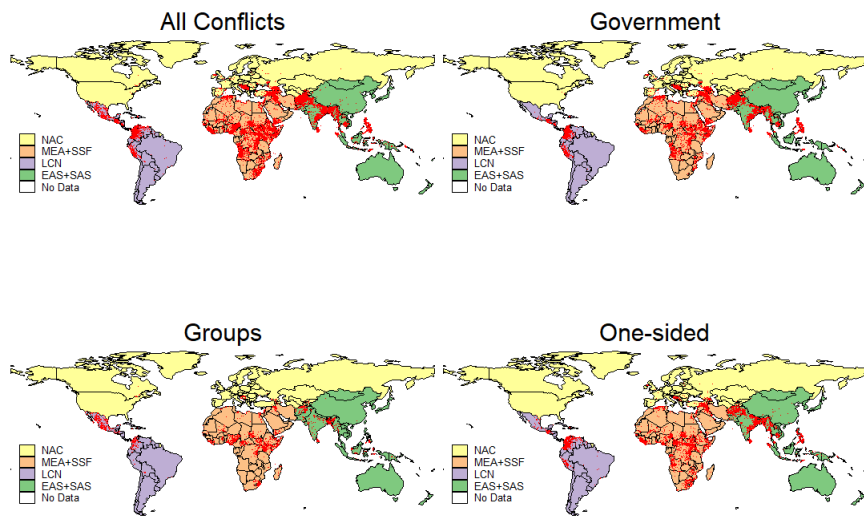 All Conflicts
NAC
MEA+SSF
LCN
EAS+SAS
No Data
Government
NAC
MEA+SSF
LCN
EAS+SAS
No Data
Groups
NAC
MEA+SSF
LCN
EAS+SAS
No Data
One-sided
NAC
MEA+SSF
LCN
EAS+SAS
No Data